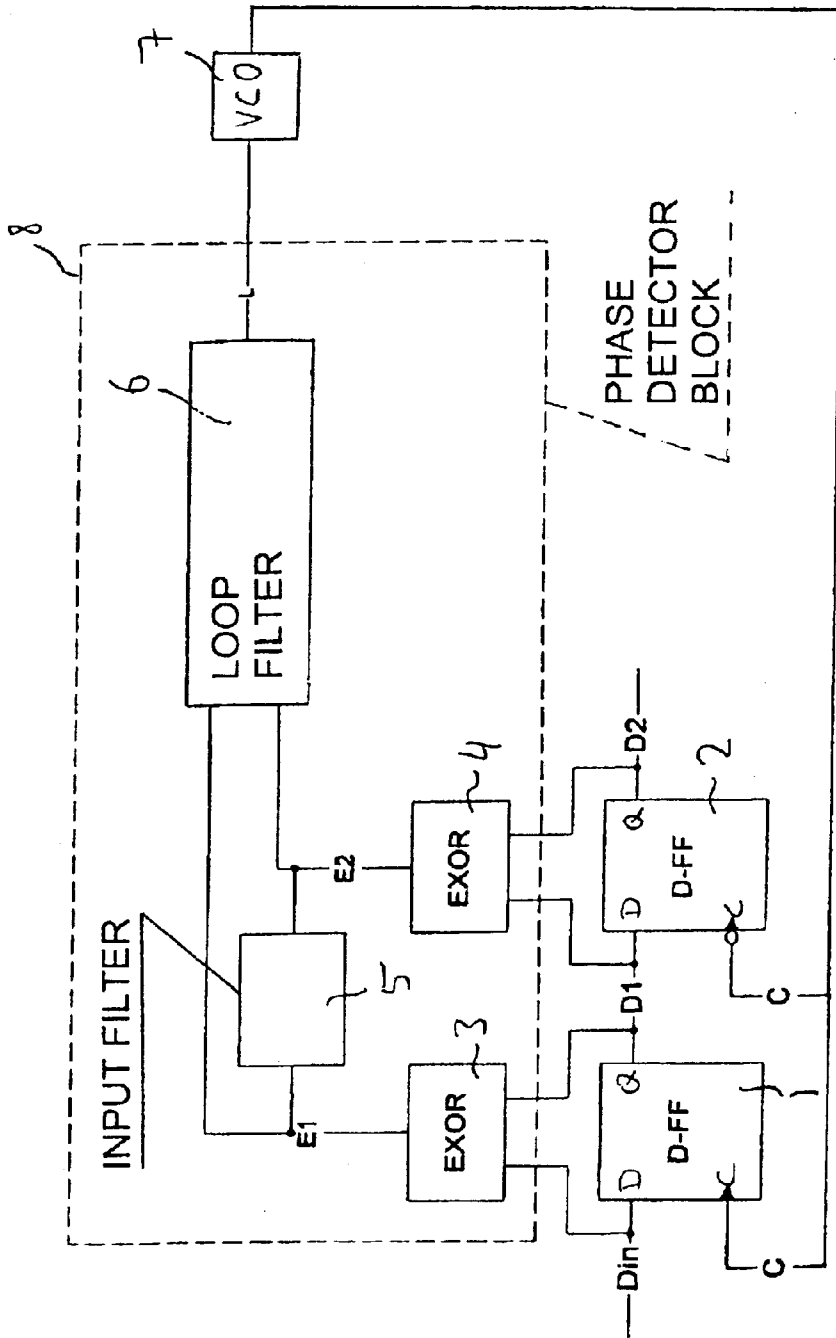 8
7
VCO
L
6
LOOP
FILTER
INPUT FILTER
5
E1
E2
3
EXOR
4
EXOR
PHASE
DETECTOR
BLOCK
Din
D
Q
D-FF
C
1
C
D1
D
Q
D-FF
C
2
C
D2